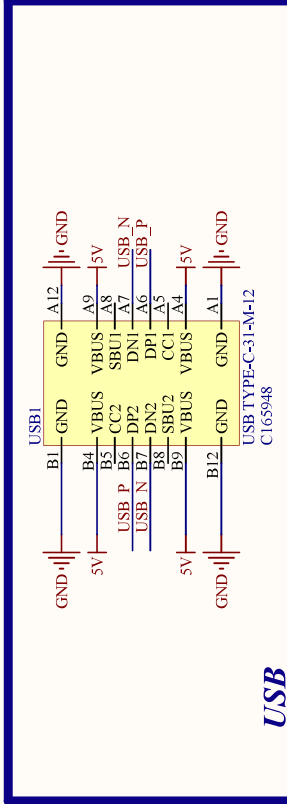 USB1
GND
B1
GND
GND
A12
GND
5V
B4
VBUS
VBUS
A9
5V
B5
CC2
SBU1
A8
USB_P
B6
DP2
DN1
A7
USB_N
USB_N
B7
DN2
DP1
A6
USB_P
B8
SBU2
CC1
A5
5V
B9
VBUS
VBUS
A4
5V
GND
B12
GND
GND
A1
GND
USB TYPE-C-31-M-12
C165948
USB